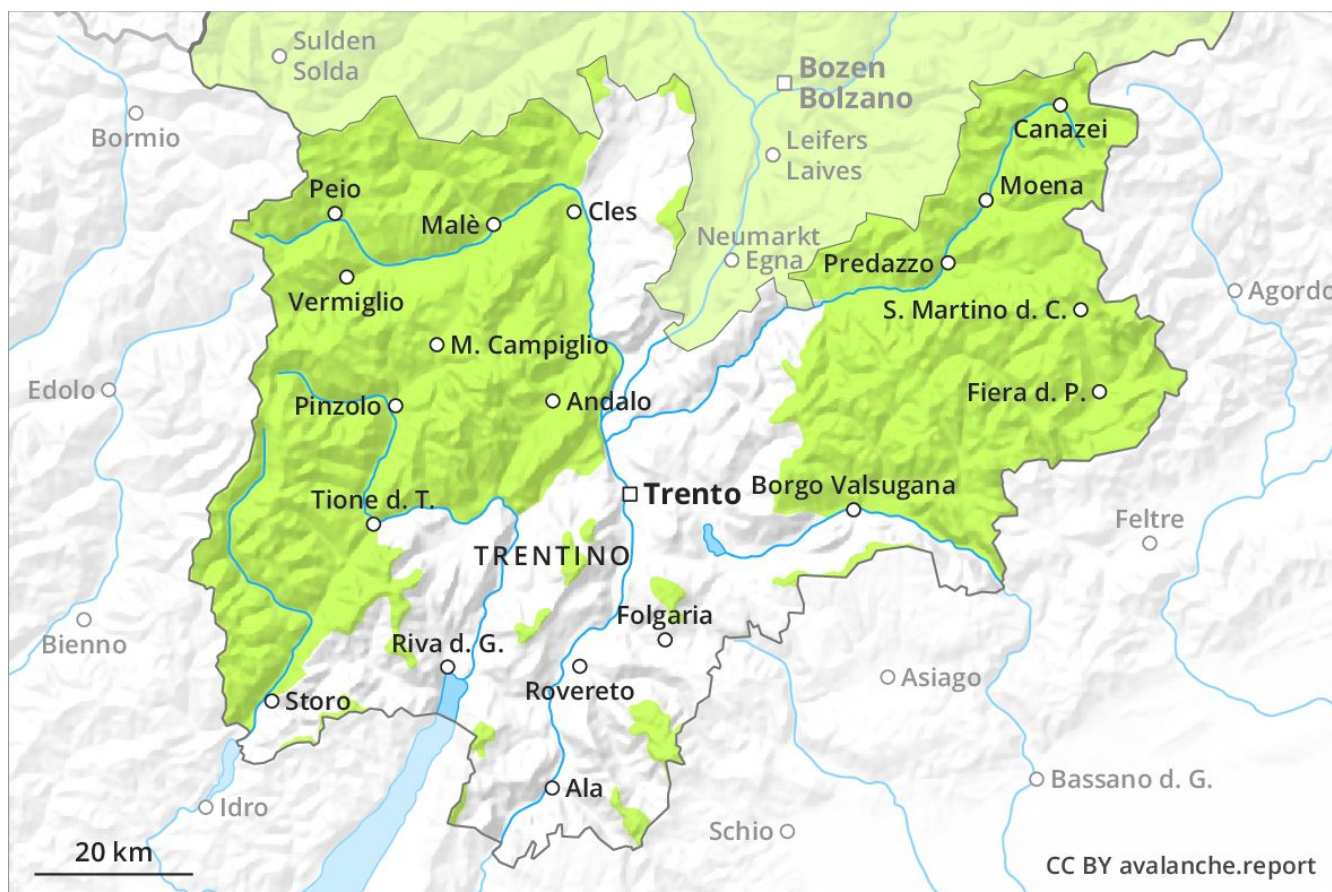 Sulden
Solda
Bozen
Bolzano
Bormio
Canazei
Leifers
Laives
Peio
Moena
Malè
Cles
Neumarkt
Egna
Predazzo
Vermiglio
Agordo
S. Martino d. C.
M. Campiglio
Edolo
Pinzolo
Andalo
Fiera d. P.
Trento
Borgo Valsugana
Tione d. T.
Feltre
TRENTINO
Folgaria
Bienno
Riva d. G.
Asiago
Rovereto
Storo
Bassano d. G.
Ala
Idro
Schio
20 km
CC BY avalanche.report